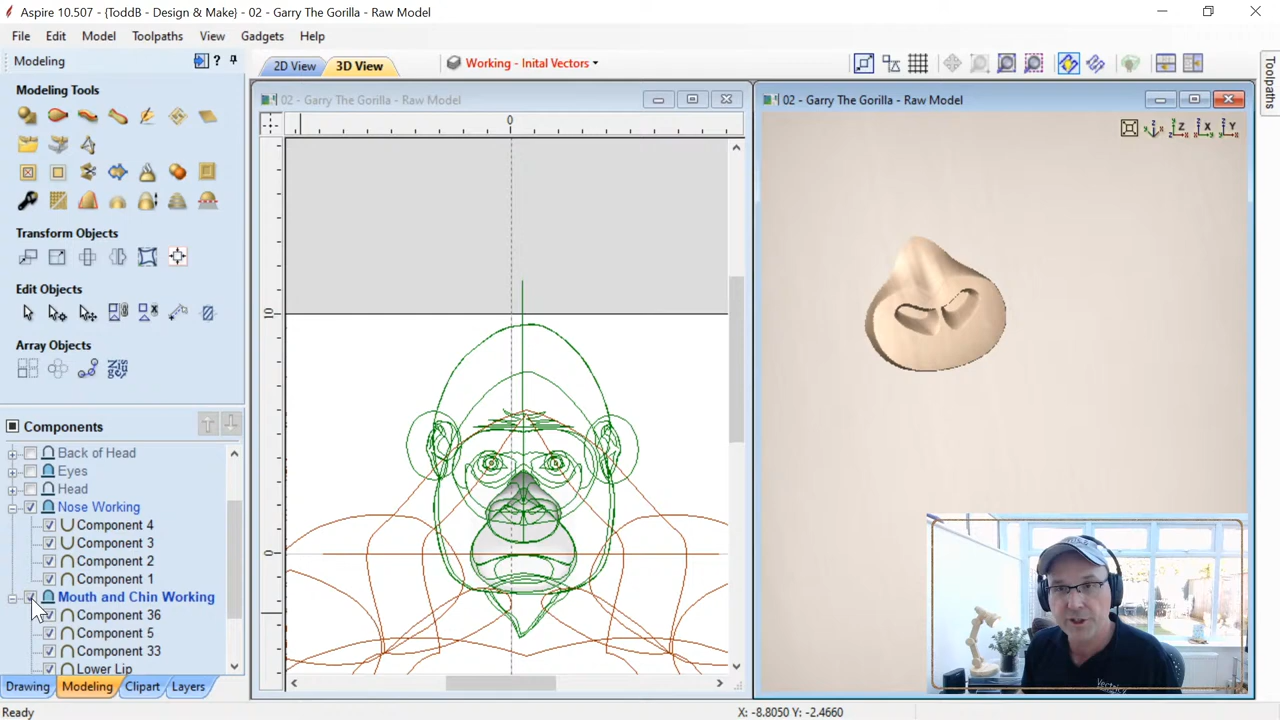 Aspire 10.507 - {ToddB - Design & Make} - 02 - Garry The Gorilla - Raw Model
File Edit Model Toolpaths View Gadgets Help
Modeling ?
2D View 3D View Working - Inital Vectors
Toolpaths
Modeling Tools
02 - Garry The Gorilla - Raw Model
02 - Garry The Gorilla - Raw Model
0
Z X Y
Transform Objects
Edit Objects
10
Array Objects
Components
Back of Head
Eyes
Head
Nose Working
Component 4
Component 3
0
Component 2
Component 1
Mouth and Chin Working
Component 36
Component 5
Component 33
Lower Lip
Drawing Modeling Clipart Layers
Ready X: -8.8050 Y: -2.4660